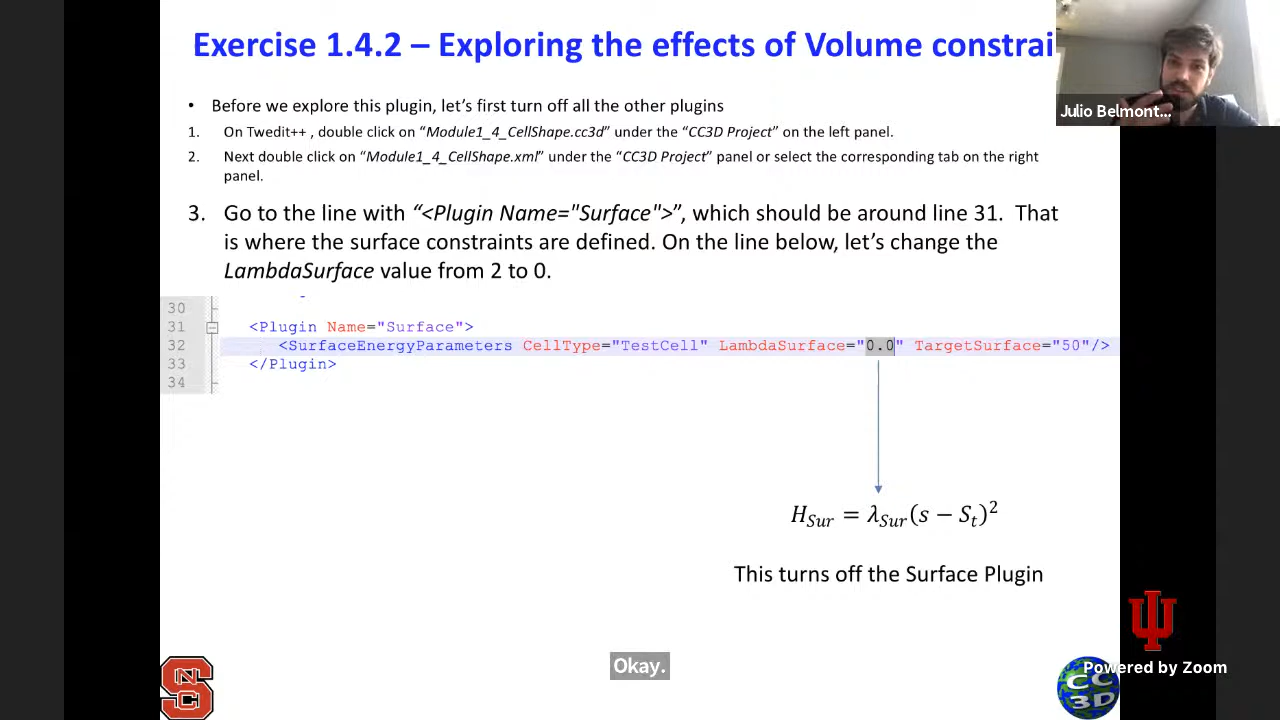 Exercise 1.4.2 – Exploring the effects of Volume constrai
Julio Belmont...
• Before we explore this plugin, let's first turn off all the other plugins
1. On Twedit++ , double click on “Module1_4_CellShape.cc3d” under the “CC3D Project” on the left panel.
2. Next double click on “Module1_4_CellShape.xml” under the “CC3D Project” panel or select the corresponding tab on the right
panel.
3. Go to the line with “<Plugin Name="Surface">”, which should be around line 31. That
is where the surface constraints are defined. On the line below, let's change the
LambdaSurface value from 2 to 0.
30
31 <Plugin Name="Surface">
32 <SurfaceEnergyParameters CellType="TestCell" LambdaSurface="0.0" TargetSurface="50"/>
33 </Plugin>
34
H_Sur = λ_Sur(s − S_t)²
This turns off the Surface Plugin
Okay.
Powered by Zoom
CC
3D